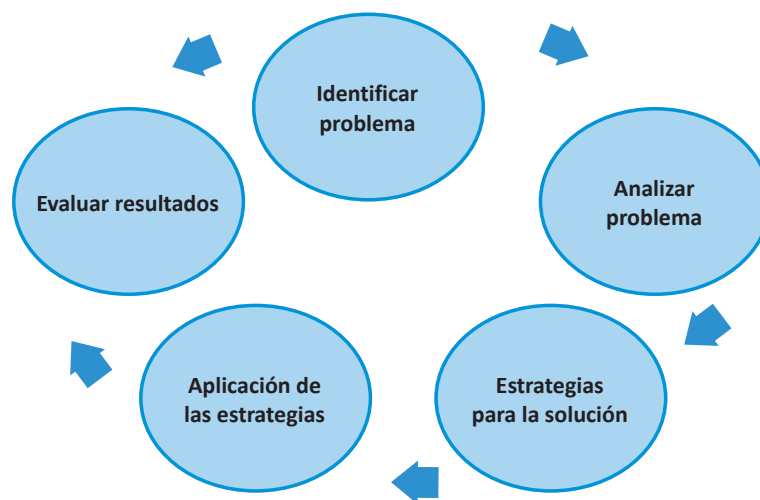 Identificar
problema
Analizar
problema
Estrategias
para la solución
Aplicación de
las estrategias
Evaluar resultados